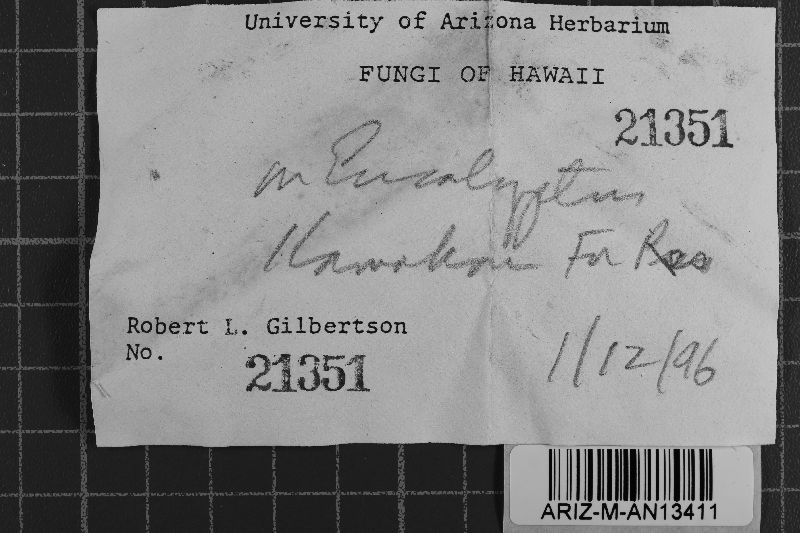 University of Arizona Herbarium
FUNGI OF HAWAII
21351
on Eucalyptus
For Res
Robert L. Gilbertson
No. 21351
1/12/96
ARIZ-M-AN13411